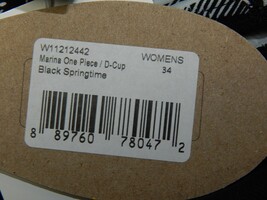 W11212442
WOMENS
Marina One Piece / D-Cup
34
Black Springtime
8 89760 78047 2